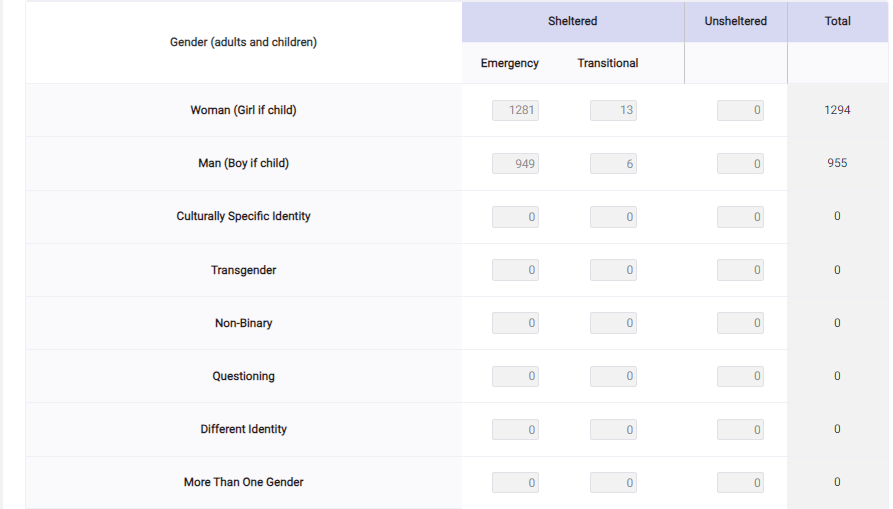 Gender (adults and children) Sheltered Unsheltered Total
Emergency Transitional
Woman (Girl if child) 1281 13 0 1294
Man (Boy if child) 949 6 0 955
Culturally Specific Identity 0 0 0 0
Transgender 0 0 0 0
Non-Binary 0 0 0 0
Questioning 0 0 0 0
Different Identity 0 0 0 0
More Than One Gender 0 0 0 0